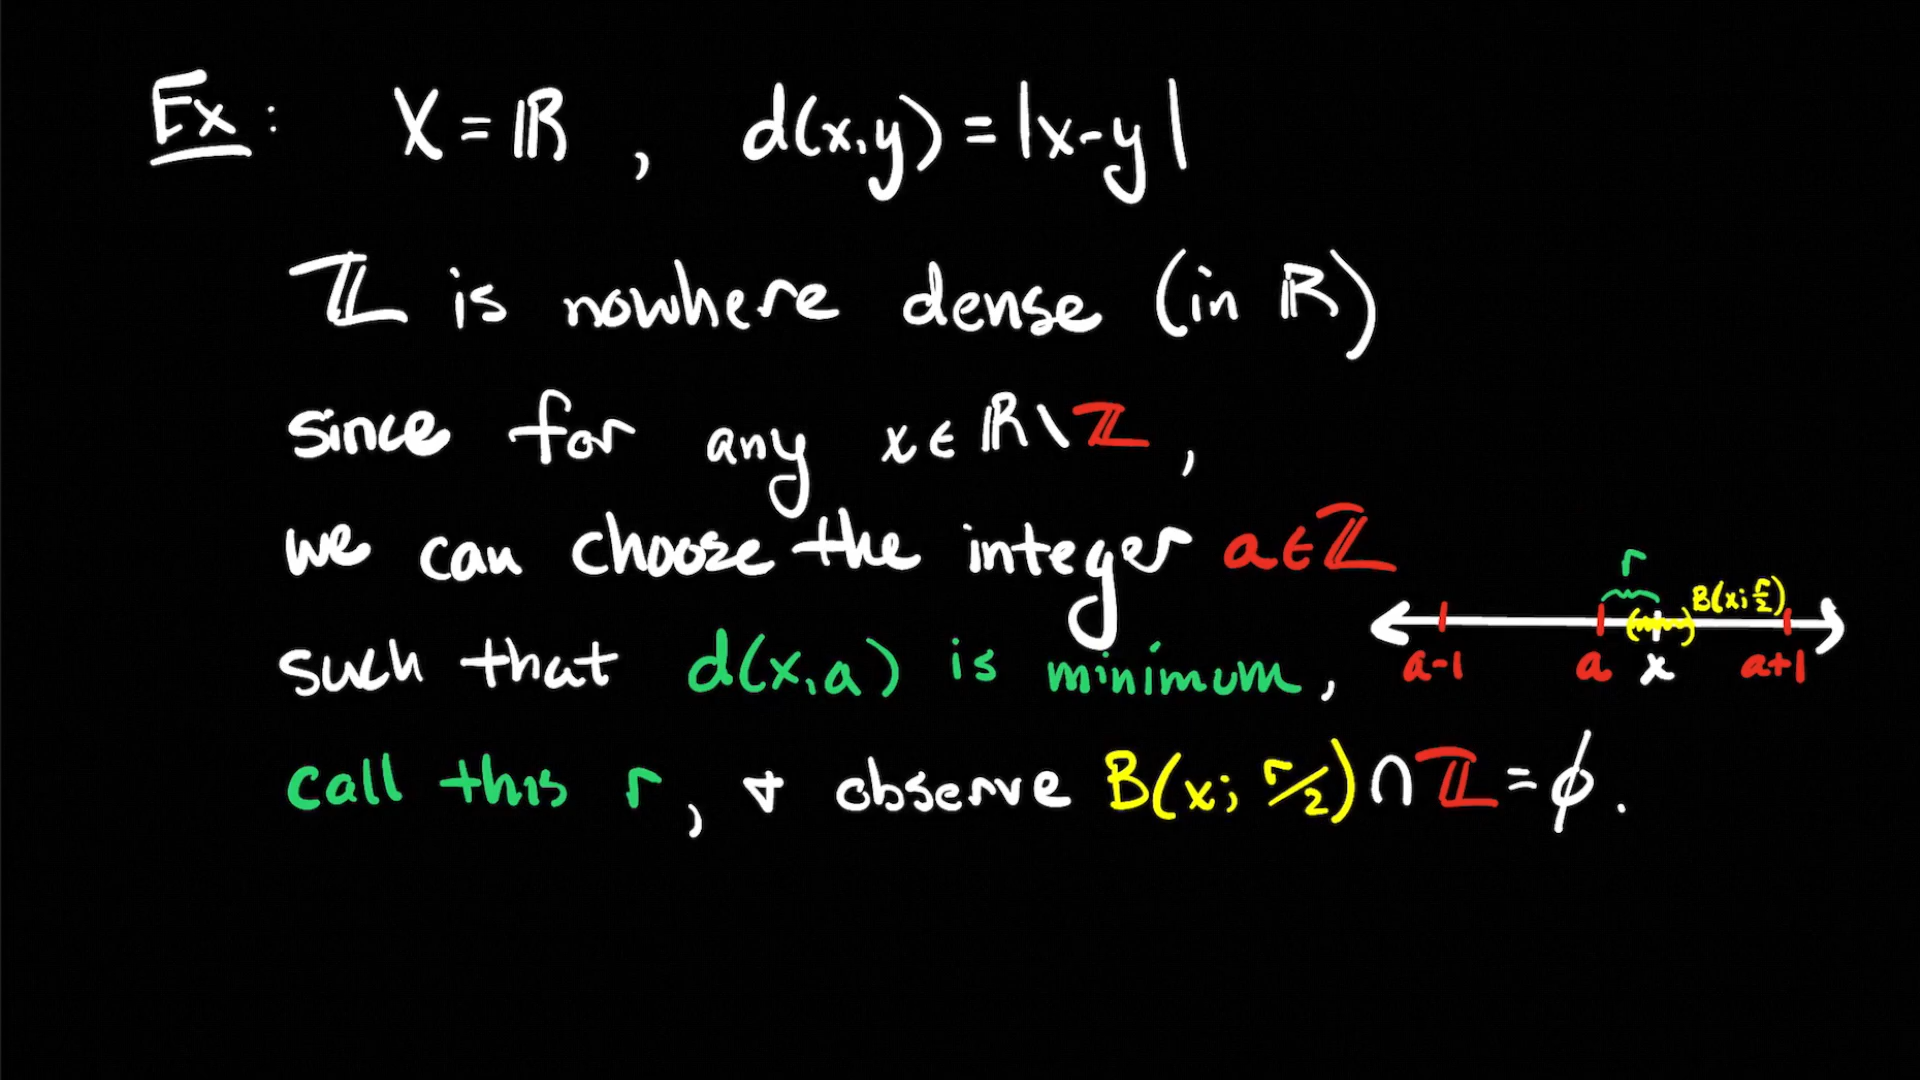 Ex: X = ℝ, d(x,y) = |x-y|
ℤ is nowhere dense (in ℝ)
since for any x ∈ ℝ\ℤ,
we can choose the integer a ∈ ℤ
such that d(x,a) is minimum,
call this r, & observe B(x; r/2) ∩ ℤ = ϕ.
r
B(x; r/2)
a-1 a x a+1